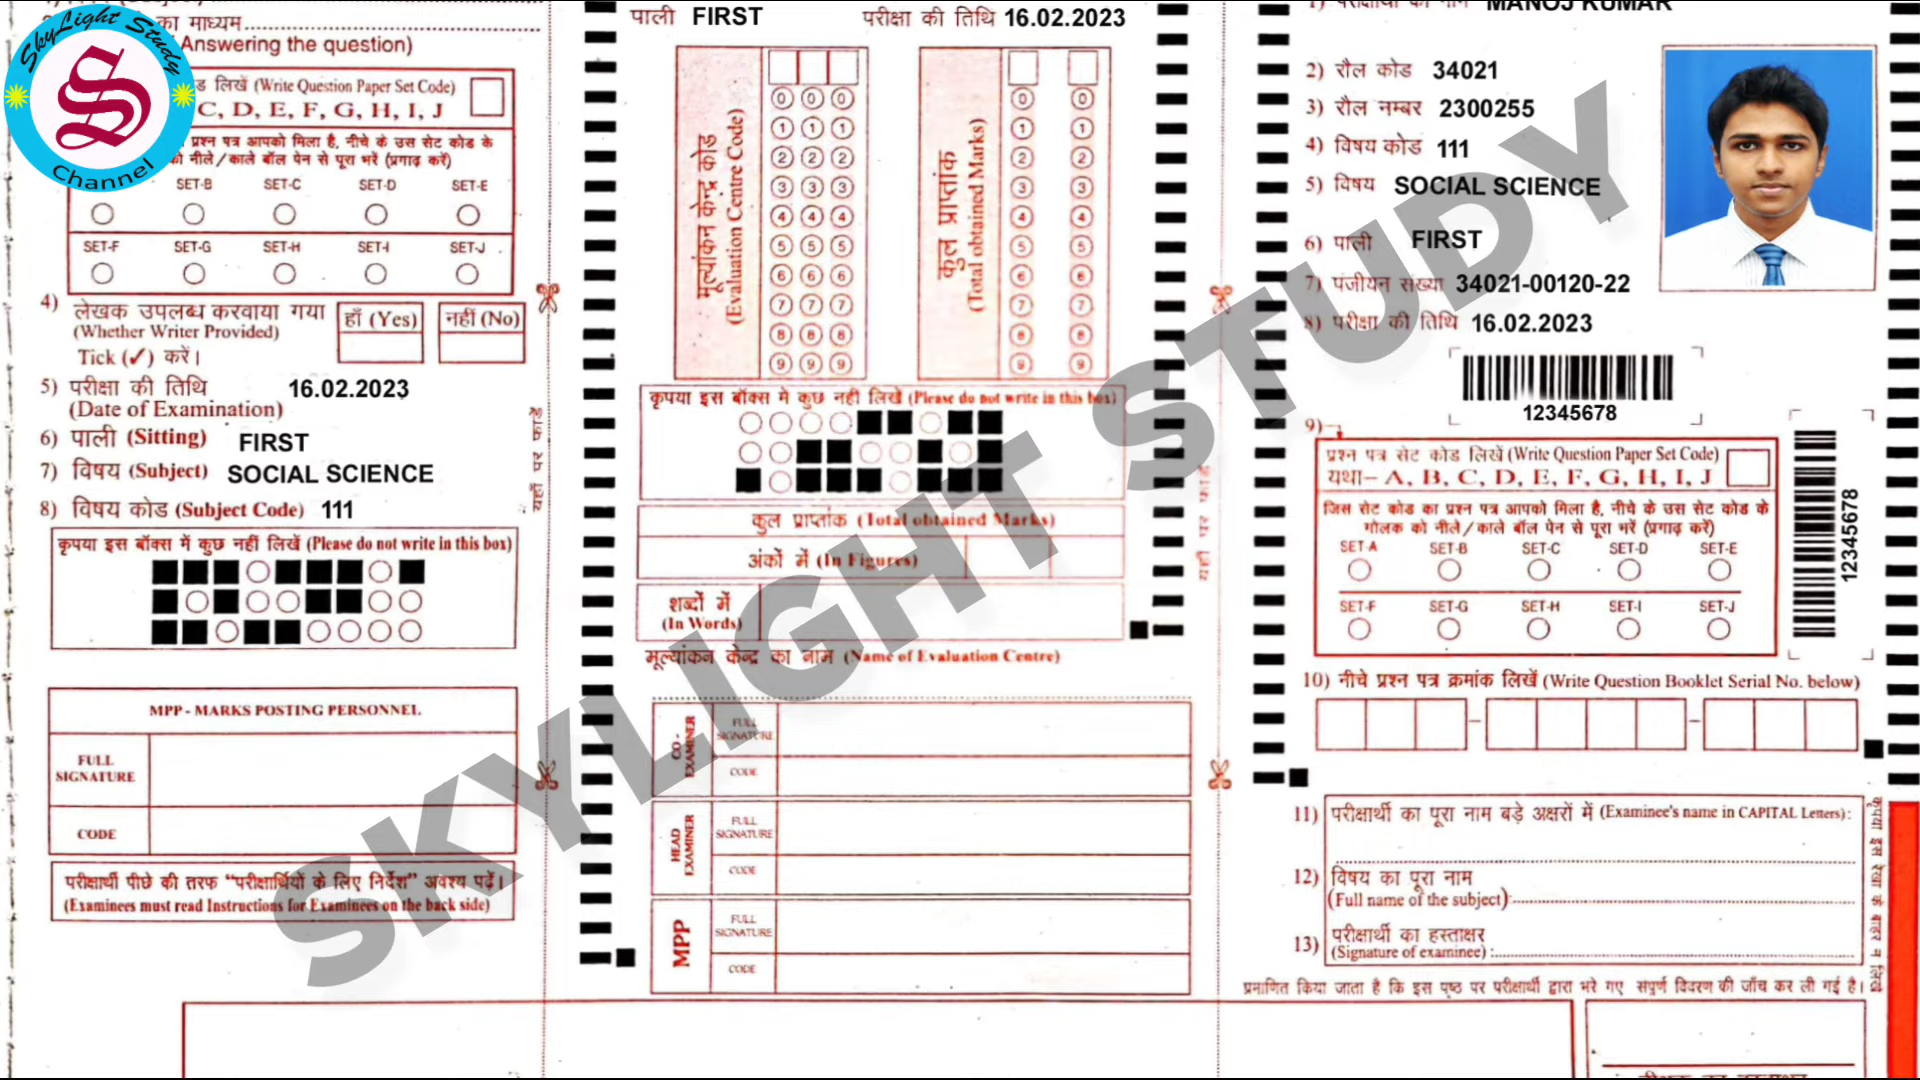 का माध्यम
Answering the question)
ड लिखें (Write Question Paper Set Code)
C, D, E, F, G, H, I, J
प्रश्न पत्र आपको मिला है, नीचे के उस सेट कोड के
को नीले/काले बॉल पेन से पूरा भरें (प्रगाढ़ करें)
SET-B SET-C SET-D SET-E
SET-F SET-G SET-H SET-I SET-J
4) लेखक उपलब्ध करवाया गया
(Whether Writer Provided)
Tick (✓) करें।
हाँ (Yes) नहीं (No)
5) परीक्षा की तिथि 16.02.2023
(Date of Examination)
6) पाली (Sitting) FIRST
7) विषय (Subject) SOCIAL SCIENCE
8) विषय कोड (Subject Code) 111
कृपया इस बॉक्स में कुछ नहीं लिखें (Please do not write in this box)
MPP - MARKS POSTING PERSONNEL
FULL
SIGNATURE
CODE
परीक्षार्थी पीछे की तरफ “परीक्षार्थियों के लिए निर्देश” अवश्य पढ़ें।
(Examinees must read Instructions for Examinees on the back side)
SkyLight Study
S
Channel
यहाँ पर फाड़ें
पाली FIRST परीक्षा की तिथि 16.02.2023
मूल्यांकन केन्द्र कोड
(Evaluation Centre Code)
0 0 0
1 1 1
2 2 2
3 3 3
4 4 4
5 5 5
6 6 6
7 7 7
8 8 8
9 9 9
कुल प्राप्तांक
(Total obtained Marks)
0 0
1 1
2 2
3 3
4 4
5 5
6 6
7 7
8 8
9 9
कृपया इस बॉक्स मे कुछ नहीं लिखें (Please do not write in this box)
कुल प्राप्तांक (Total obtained Marks)
अंकों में (In Figures)
शब्दों में
(In Words)
मूल्यांकन केन्द्र का नाम (Name of Evaluation Centre)
CO -
EXAMINER
FULL
SIGNATURE
CODE
HEAD
EXAMINER
FULL
SIGNATURE
CODE
MPP
FULL
SIGNATURE
CODE
यहाँ पर फाड़ें
MANOJ KUMAR
2) रौल कोड 34021
3) रौल नम्बर 2300255
4) विषय कोड 111
5) विषय SOCIAL SCIENCE
6) पाली FIRST
7) पंजीयन संख्या 34021-00120-22
8) परीक्षा की तिथि 16.02.2023
12345678
9)
प्रश्न पत्र सेट कोड लिखें (Write Question Paper Set Code)
यथा– A, B, C, D, E, F, G, H, I, J
जिस सेट कोड का प्रश्न पत्र आपको मिला है, नीचे के उस सेट कोड के
गोलक को नीले/काले बॉल पेन से पूरा भरें (प्रगाढ़ करें)
SET-A SET-B SET-C SET-D SET-E
SET-F SET-G SET-H SET-I SET-J
12345678
10) नीचे प्रश्न पत्र क्रमांक लिखें (Write Question Booklet Serial No. below)
11) परीक्षार्थी का पूरा नाम बड़े अक्षरों में (Examinee's name in CAPITAL Letters):
12) विषय का पूरा नाम
(Full name of the subject)
13) परीक्षार्थी का हस्ताक्षर
(Signature of examinee) :
प्रमाणित किया जाता है कि इस पृष्ठ पर परीक्षार्थी द्वारा भरे गए संपूर्ण विवरण की जाँच कर ली गई है।
कृपया इस रेखा के बाहर न लिखें
SKYLIGHT STUDY